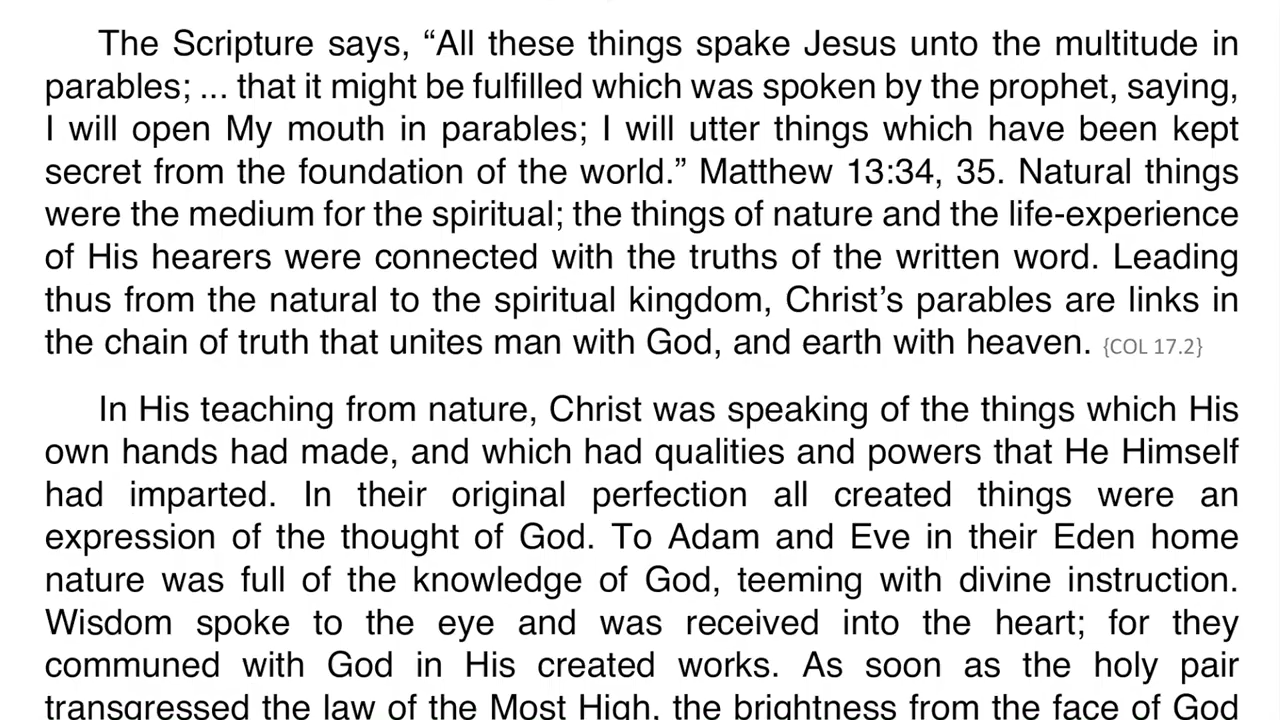 The Scripture says, “All these things spake Jesus unto the multitude in
parables; ... that it might be fulfilled which was spoken by the prophet, saying,
I will open My mouth in parables; I will utter things which have been kept
secret from the foundation of the world.” Matthew 13:34, 35. Natural things
were the medium for the spiritual; the things of nature and the life-experience
of His hearers were connected with the truths of the written word. Leading
thus from the natural to the spiritual kingdom, Christ’s parables are links in
the chain of truth that unites man with God, and earth with heaven. {COL 17.2}
In His teaching from nature, Christ was speaking of the things which His
own hands had made, and which had qualities and powers that He Himself
had imparted. In their original perfection all created things were an
expression of the thought of God. To Adam and Eve in their Eden home
nature was full of the knowledge of God, teeming with divine instruction.
Wisdom spoke to the eye and was received into the heart; for they
communed with God in His created works. As soon as the holy pair
transgressed the law of the Most High, the brightness from the face of God